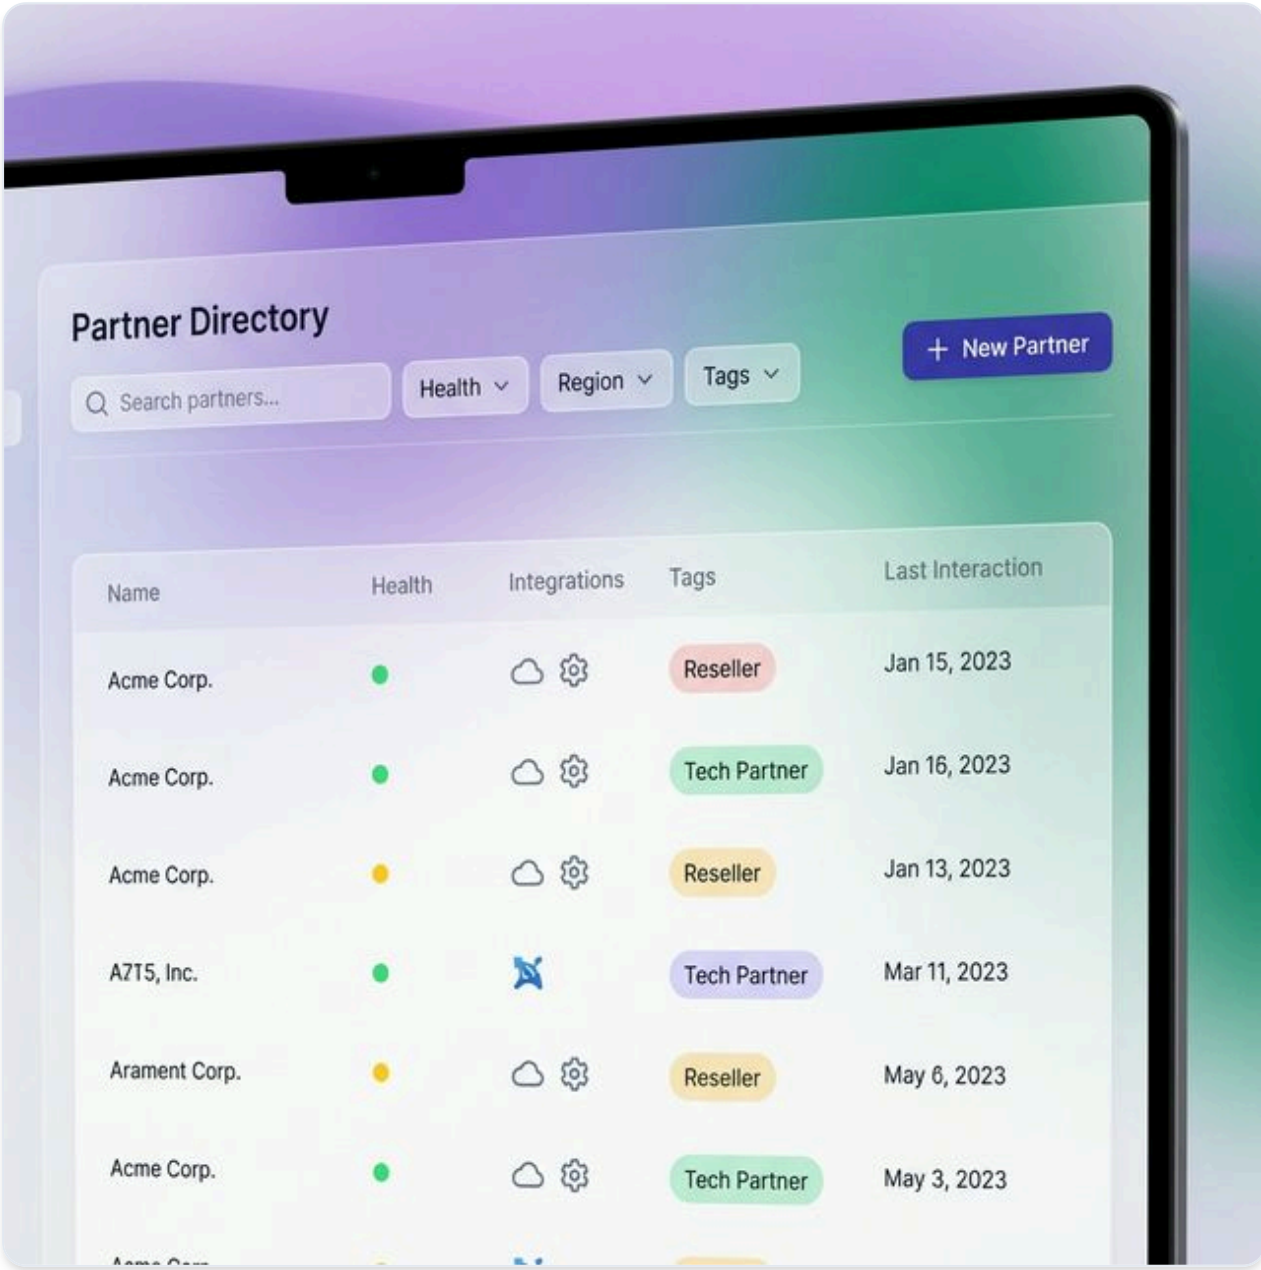 Partner Directory
Search partners...
Health
Region
Tags
+ New Partner
Name Health Integrations Tags Last Interaction
Acme Corp. Reseller Jan 15, 2023
Acme Corp. Tech Partner Jan 16, 2023
Acme Corp. Reseller Jan 13, 2023
A7T5, Inc. Tech Partner Mar 11, 2023
Arament Corp. Reseller May 6, 2023
Acme Corp. Tech Partner May 3, 2023